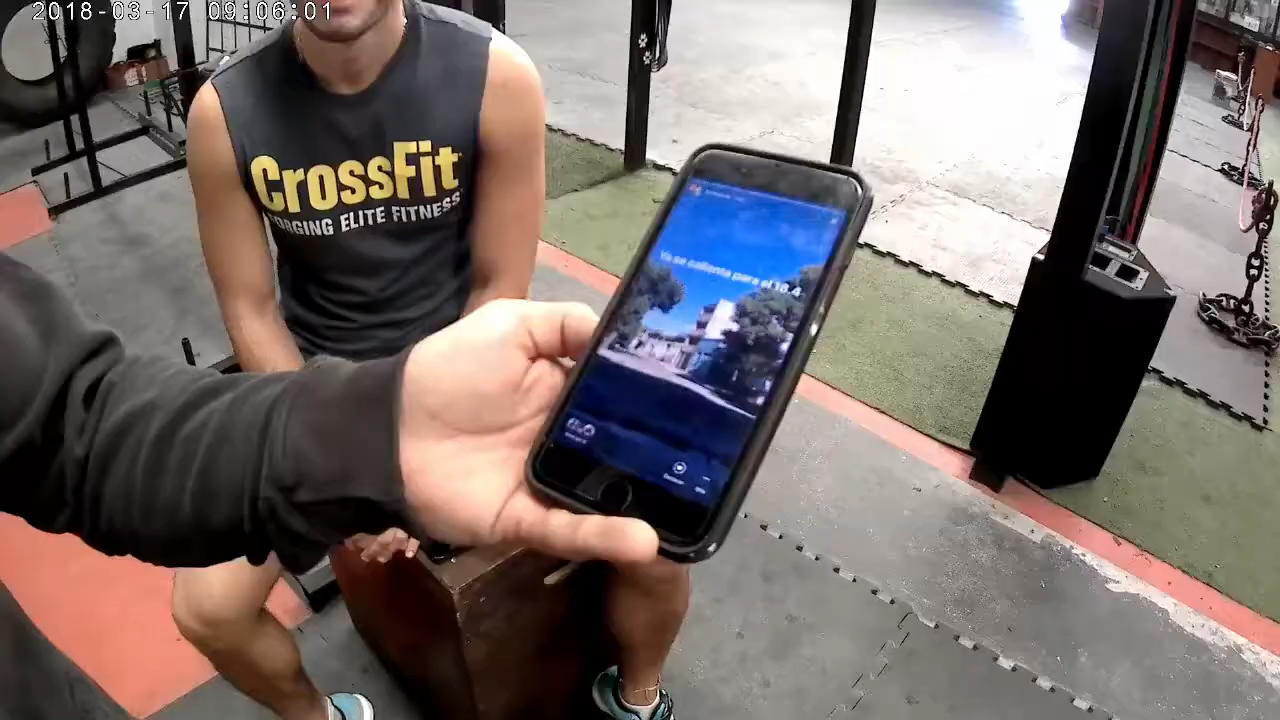 2018-03-17 09:06:01
CrossFit
FORGING ELITE FITNESS
Ya se calienta para el 18.4